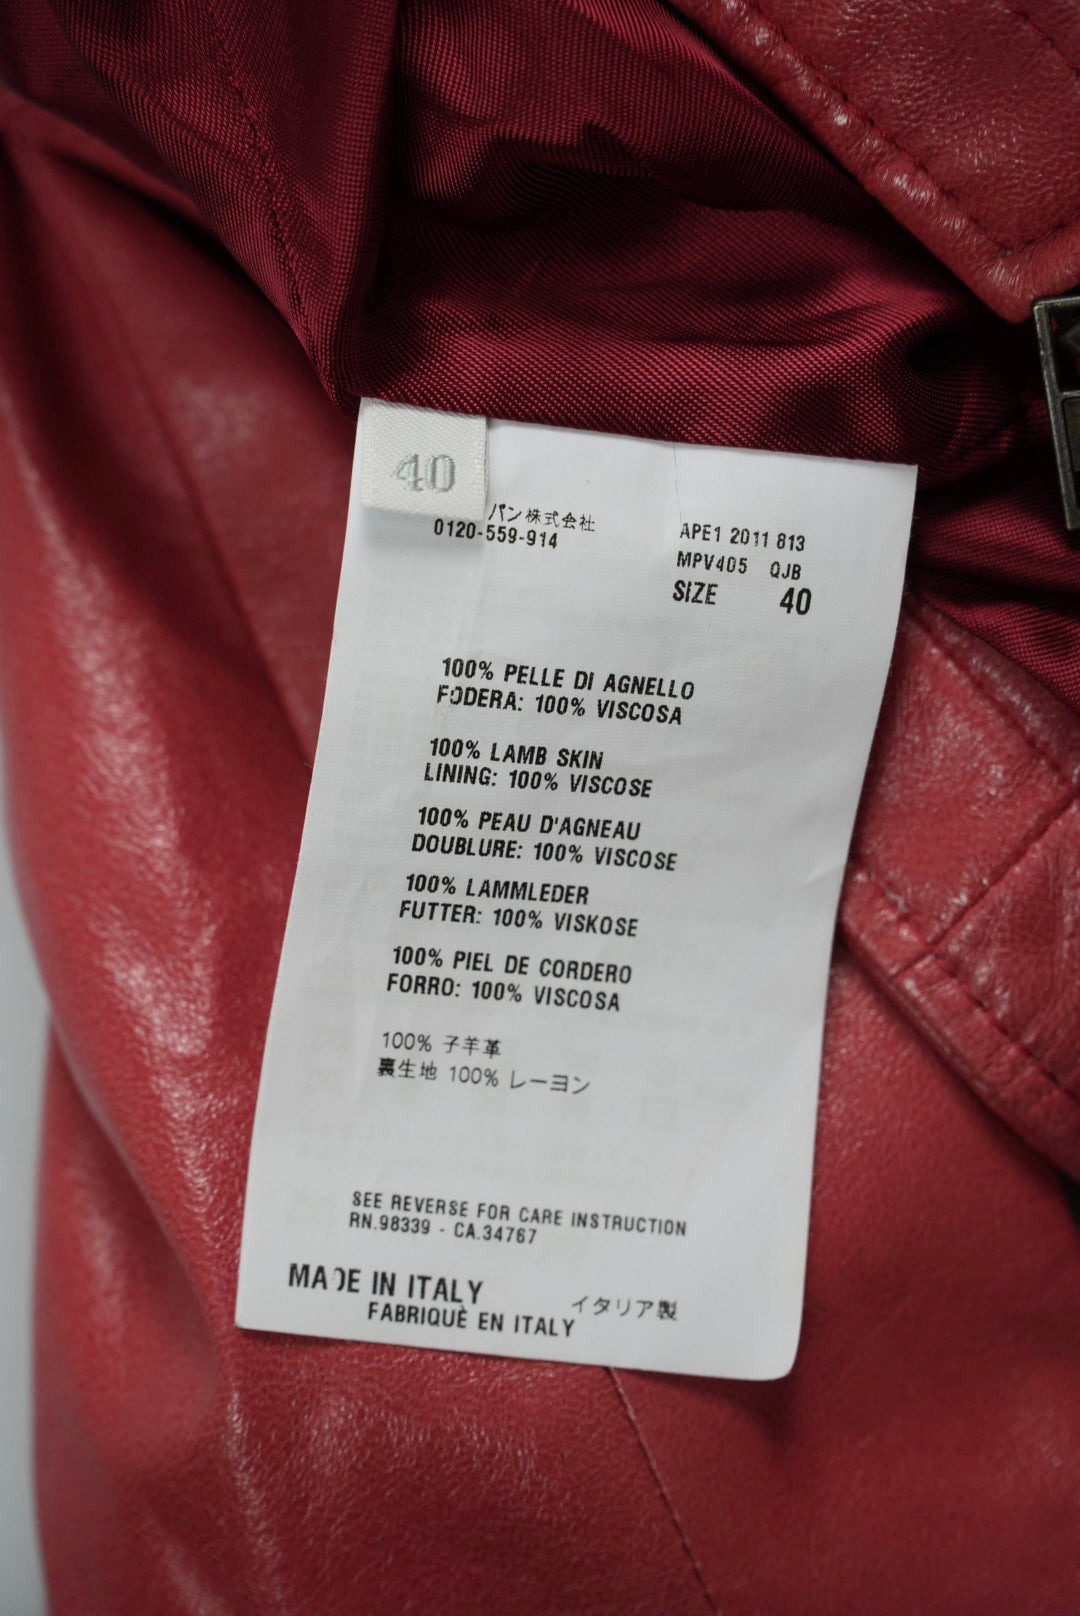 40
パン株式会社
0120-559-914
APE1 2011 813
MPV405 QJB
SIZE 40
100% PELLE DI AGNELLO
FODERA: 100% VISCOSA
100% LAMB SKIN
LINING: 100% VISCOSE
100% PEAU D'AGNEAU
DOUBLURE: 100% VISCOSE
100% LAMMLEDER
FUTTER: 100% VISKOSE
100% PIEL DE CORDERO
FORRO: 100% VISCOSA
100% 子羊革
裏生地 100% レーヨン
SEE REVERSE FOR CARE INSTRUCTION
RN.98339 - CA.34767
MADE IN ITALY
FABRIQUÈ EN ITALY
イタリア製